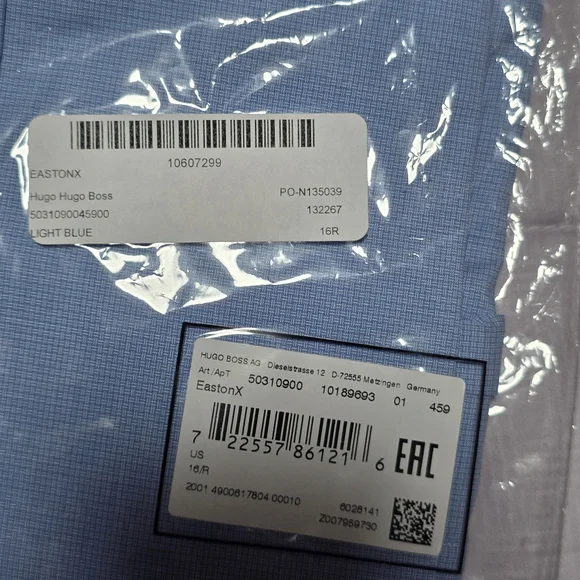 10607299
EASTONX
Hugo Hugo Boss PO-N135039
5031090045900 132267
LIGHT BLUE 16R
HUGO BOSS AG Dieselstrasse 12 D-72555 Metzingen Germany
Art./ApT 50310900 10189693 01 459
EastonX
7 22557 86121 6 EAC
US
16/R
2001 4900617804 00010 6028141
Z007959730